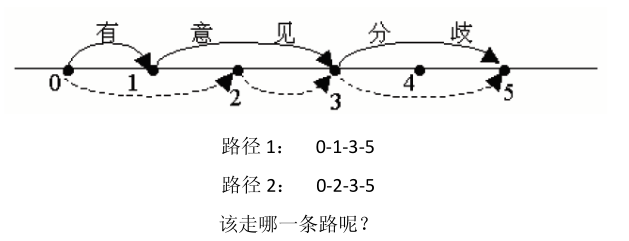 有 意 见 分 歧
0 1 2 3 4 5
路径 1： 0-1-3-5
路径 2： 0-2-3-5
该走哪一条路呢？